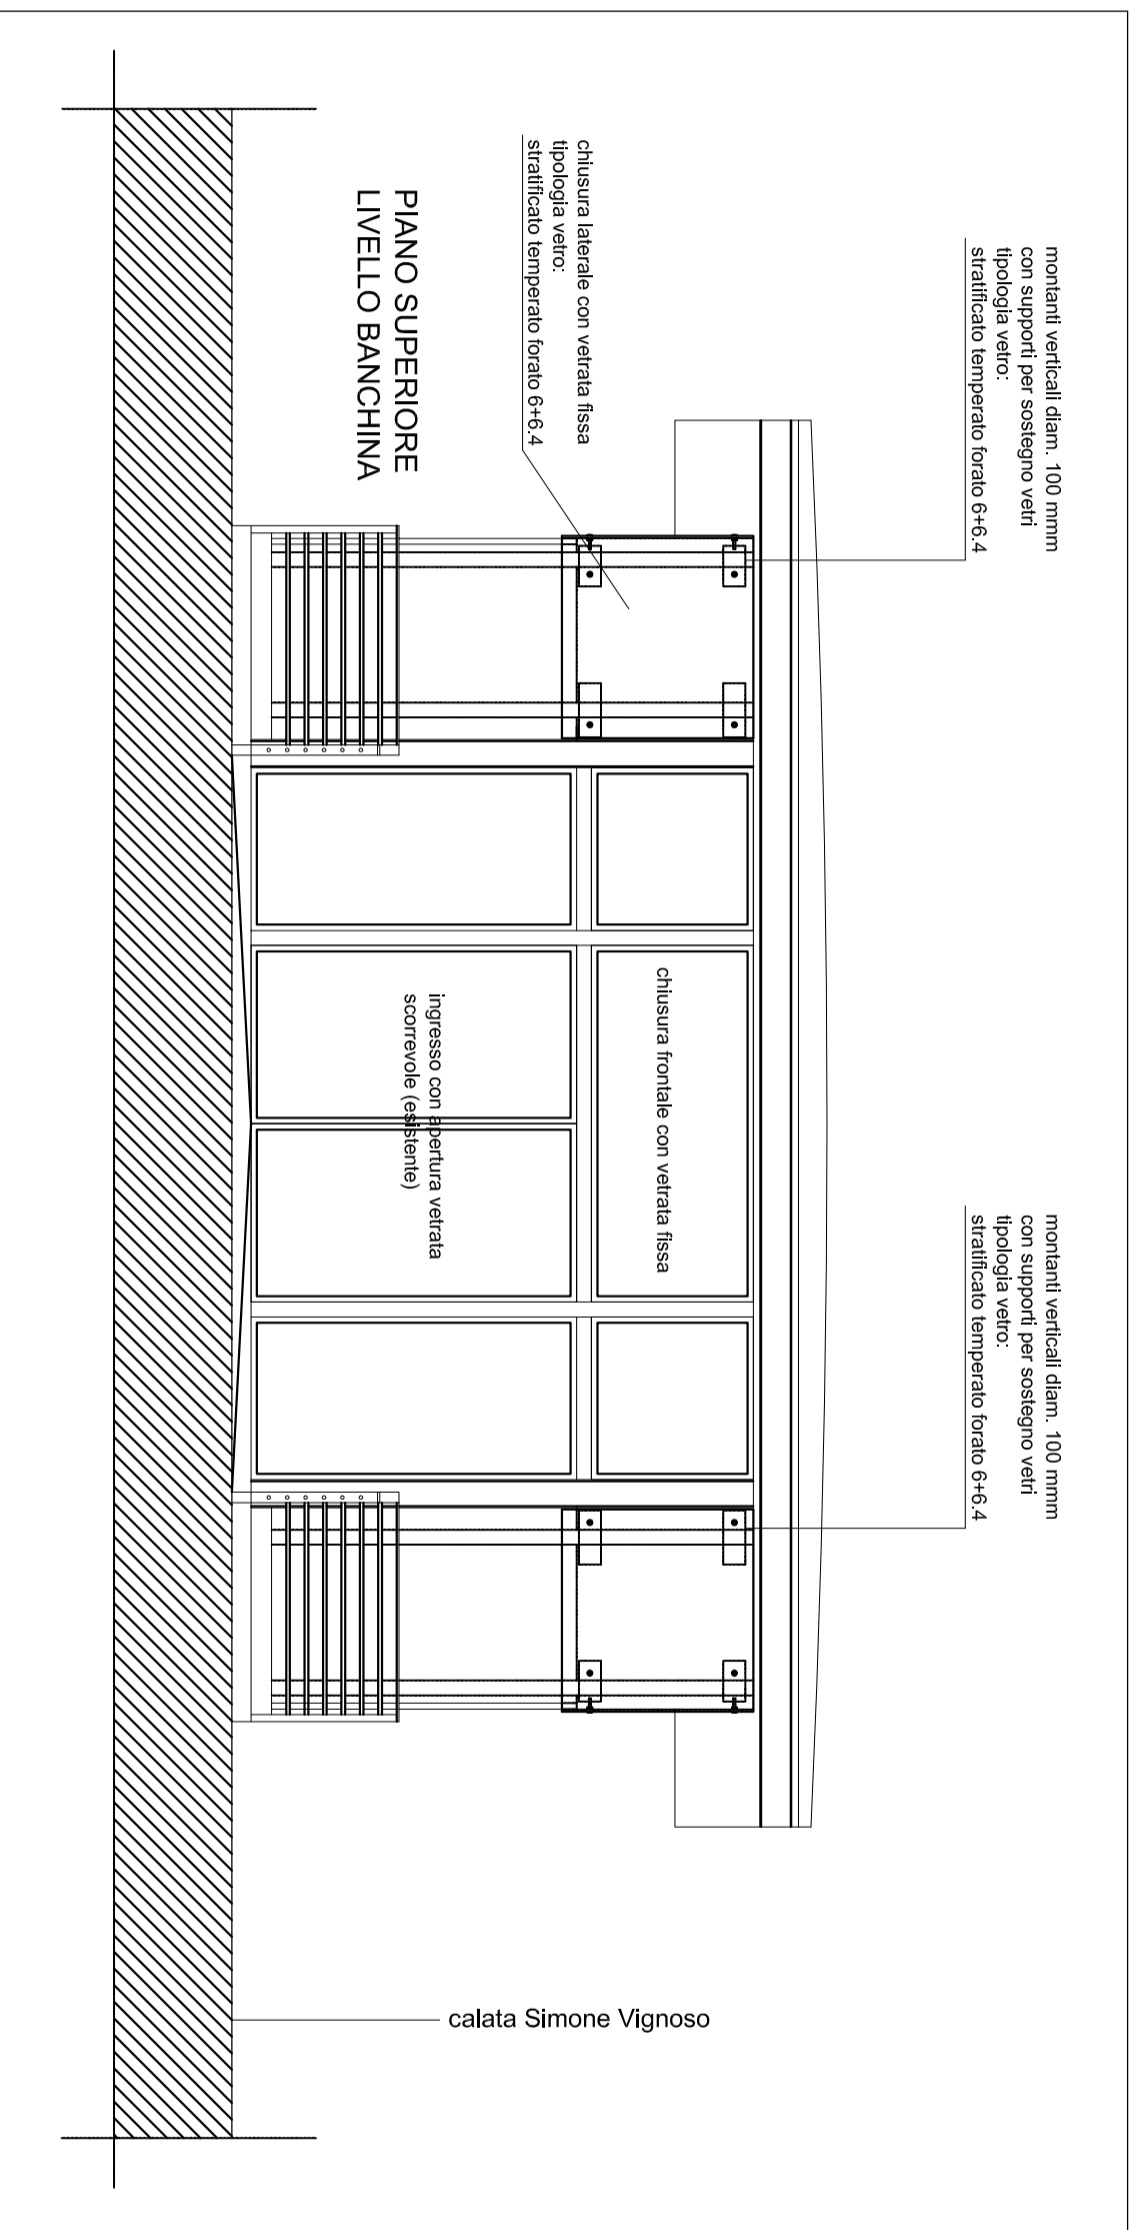 montanti verticali diam. 100 mmm
con supporti per sostegno vetri
tipologia vetro:
stratificato temperato forato 6+6.4
montanti verticali diam. 100 mmm
con supporti per sostegno vetri
tipologia vetro:
stratificato temperato forato 6+6.4
chiusura laterale con vetrata fissa
tipologia vetro:
stratificato temperato forato 6+6.4
chiusura frontale con vetrata fissa
ingresso con apertura vetrata
scorrevole (esistente)
PIANO SUPERIORE
LIVELLO BANCHINA
calata Simone Vignoso